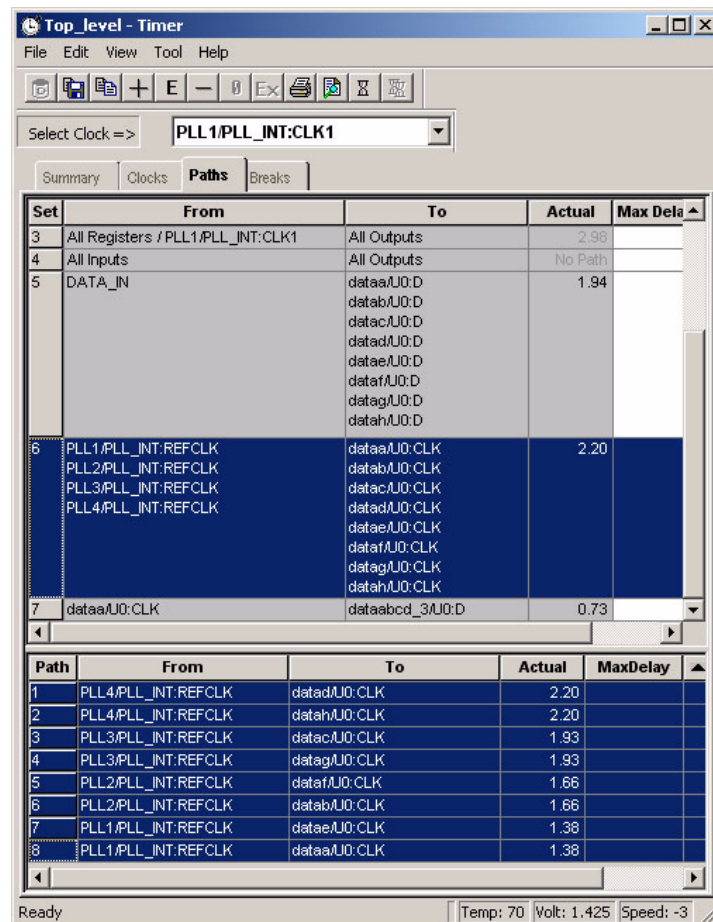 Top_level - Timer
File Edit View Tool Help
E Ex
Select Clock => PLL1/PLL_INT:CLK1
Summary Clocks Paths Breaks
Set From To Actual Max Dela
3 All Registers / PLL1/PLL_INT:CLK1 All Outputs 2.98
4 All Inputs All Outputs No Path
5 DATA_IN dataa/U0:D 1.94
datab/U0:D
datac/U0:D
datad/U0:D
datae/U0:D
dataf/U0:D
datag/U0:D
datah/U0:D
6 PLL1/PLL_INT:REFCLK dataa/U0:CLK 2.20
PLL2/PLL_INT:REFCLK datab/U0:CLK
PLL3/PLL_INT:REFCLK datac/U0:CLK
PLL4/PLL_INT:REFCLK datad/U0:CLK
datae/U0:CLK
dataf/U0:CLK
datag/U0:CLK
datah/U0:CLK
7 dataa/U0:CLK dataabcd_3/U0:D 0.73
Path From To Actual MaxDelay
1 PLL4/PLL_INT:REFCLK datad/U0:CLK 2.20
2 PLL4/PLL_INT:REFCLK datah/U0:CLK 2.20
3 PLL3/PLL_INT:REFCLK datac/U0:CLK 1.93
4 PLL3/PLL_INT:REFCLK datag/U0:CLK 1.93
5 PLL2/PLL_INT:REFCLK dataf/U0:CLK 1.66
6 PLL2/PLL_INT:REFCLK datab/U0:CLK 1.66
7 PLL1/PLL_INT:REFCLK datae/U0:CLK 1.38
8 PLL1/PLL_INT:REFCLK dataa/U0:CLK 1.38
Ready Temp: 70 Volt: 1.425 Speed: -3